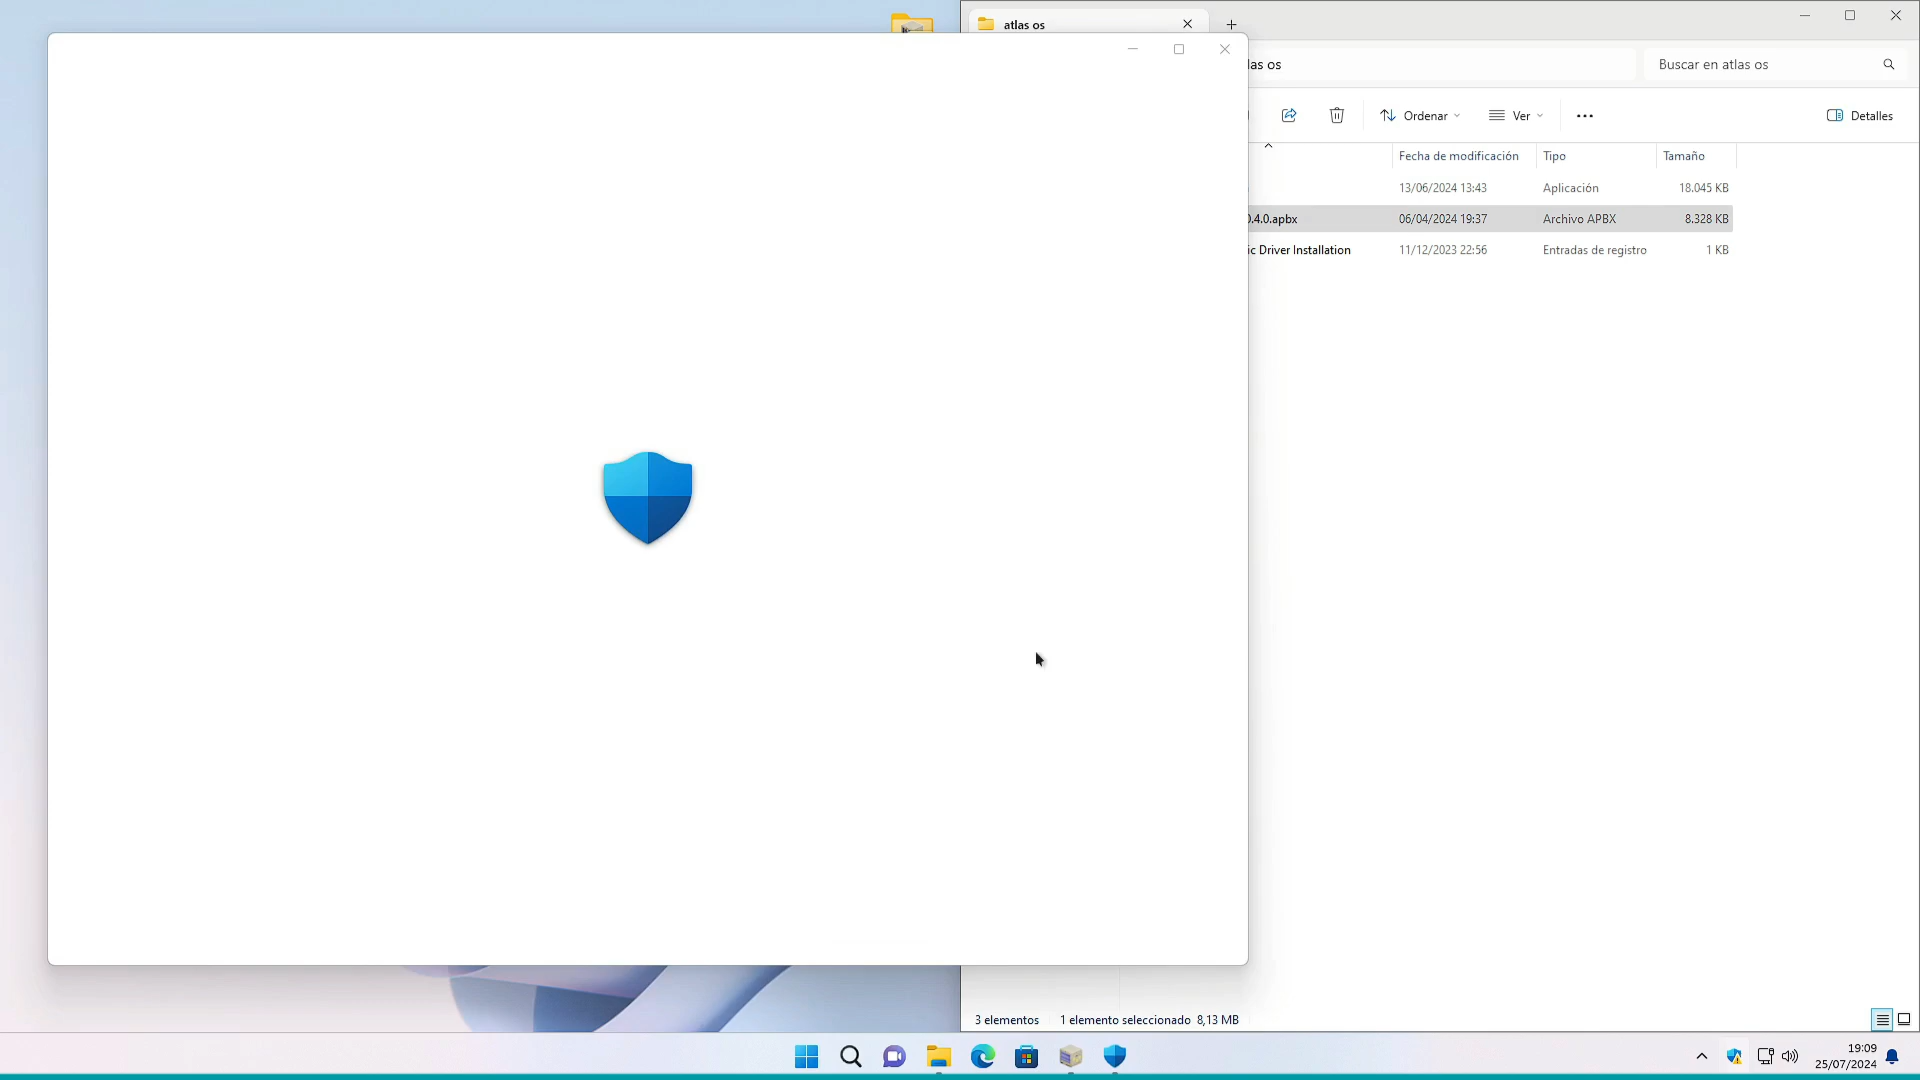 atlas os
las os
Buscar en atlas os
Ordenar
Ver
Detalles
Fecha de modificación Tipo Tamaño
13/06/2024 13:43 Aplicación 18.045 KB
0.4.0.apbx 06/04/2024 19:37 Archivo APBX 8.328 KB
ic Driver Installation 11/12/2023 22:56 Entradas de registro 1 KB
3 elementos 1 elemento seleccionado 8,13 MB
19:09
25/07/2024